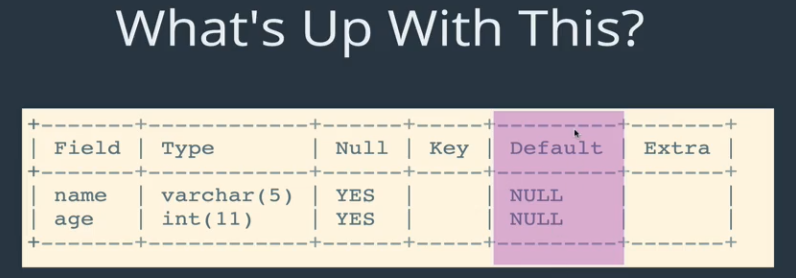 What's Up With This?
+-------+-------------+------+-----+---------+-------+
| Field | Type        | Null | Key | Default | Extra |
+-------+-------------+------+-----+---------+-------+
| name  | varchar(5)  | YES  |     | NULL    |       |
| age   | int(11)     | YES  |     | NULL    |       |
+-------+-------------+------+-----+---------+-------+